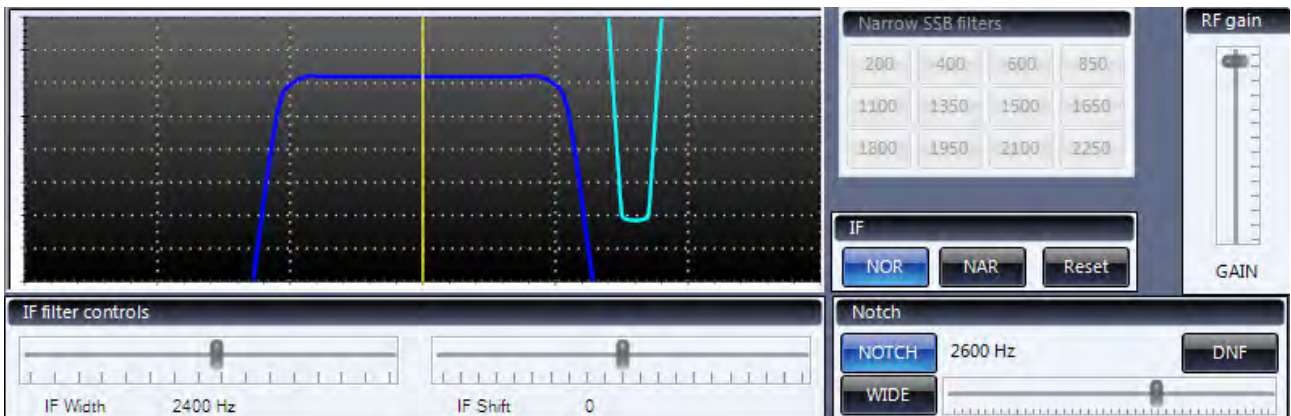 Narrow SSB filters
200 400 600 850
1100 1350 1500 1650
1800 1950 2100 2250
RF gain
GAIN
IF
NOR NAR Reset
IF filter controls
IF Width 2400 Hz
IF Shift 0
Notch
NOTCH 2600 Hz DNF
WIDE